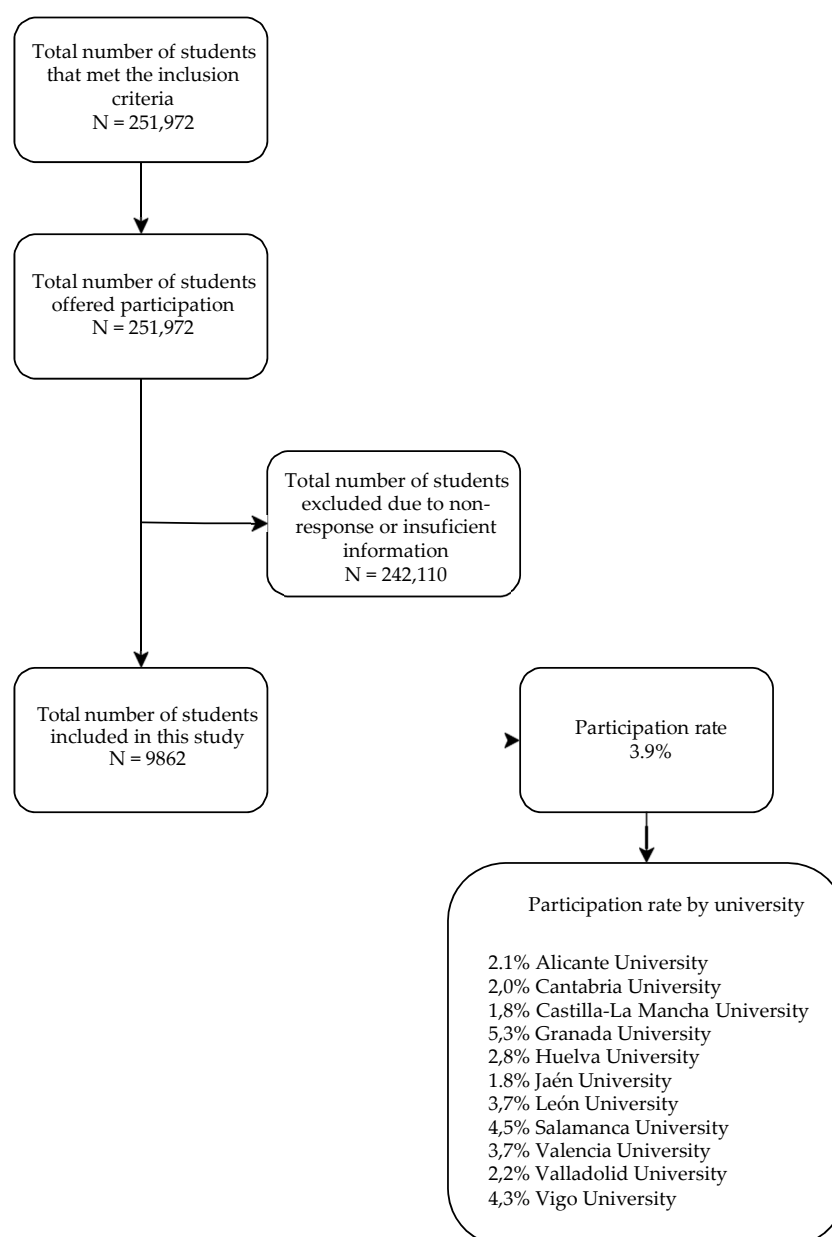 Total number of students
that met the inclusion
criteria
N = 251,972
Total number of students
offered participation
N = 251,972
Total number of students
excluded due to non-
response or insuficient
information
N = 242,110
Total number of students
included in this study
N = 9862
Participation rate
3.9%
Participation rate by university
2.1% Alicante University
2,0% Cantabria University
1,8% Castilla-La Mancha University
5,3% Granada University
2,8% Huelva University
1.8% Jaén University
3,7% León University
4,5% Salamanca University
3,7% Valencia University
2,2% Valladolid University
4,3% Vigo University